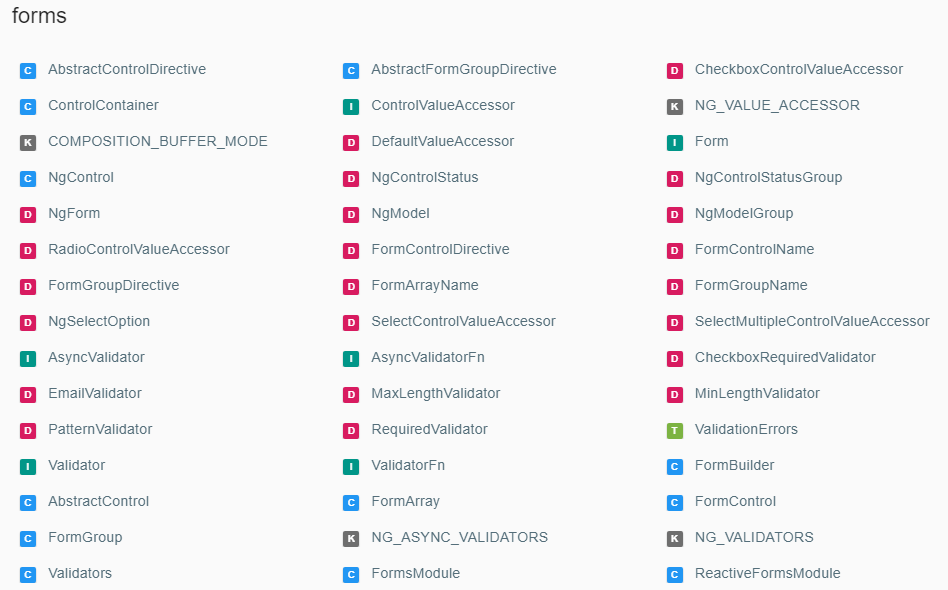 forms
C AbstractControlDirective C AbstractFormGroupDirective D CheckboxControlValueAccessor
C ControlContainer I ControlValueAccessor K NG_VALUE_ACCESSOR
K COMPOSITION_BUFFER_MODE D DefaultValueAccessor I Form
C NgControl D NgControlStatus D NgControlStatusGroup
D NgForm D NgModel D NgModelGroup
D RadioControlValueAccessor D FormControlDirective D FormControlName
D FormGroupDirective D FormArrayName D FormGroupName
D NgSelectOption D SelectControlValueAccessor D SelectMultipleControlValueAccessor
I AsyncValidator I AsyncValidatorFn D CheckboxRequiredValidator
D EmailValidator D MaxLengthValidator D MinLengthValidator
D PatternValidator D RequiredValidator T ValidationErrors
I Validator I ValidatorFn C FormBuilder
C AbstractControl C FormArray C FormControl
C FormGroup K NG_ASYNC_VALIDATORS K NG_VALIDATORS
C Validators C FormsModule C ReactiveFormsModule